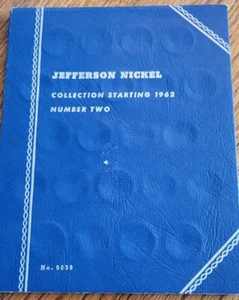 JEFFERSON NICKEL
COLLECTION STARTING 1962
NUMBER TWO
No. 9039